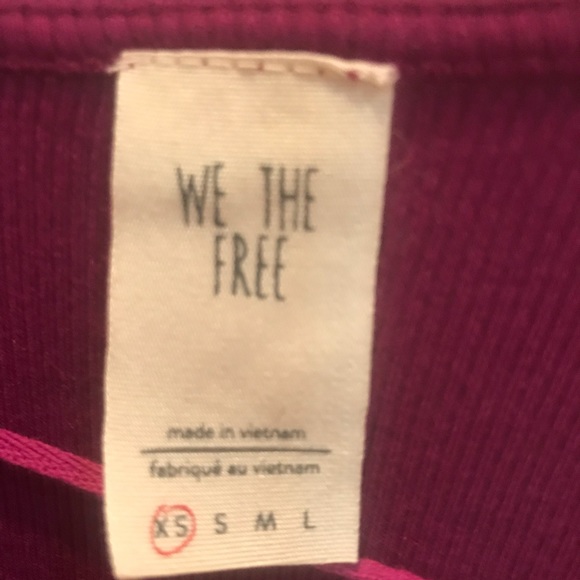 WE THE
FREE
made in vietnam
fabriqué au vietnam
XS S M L